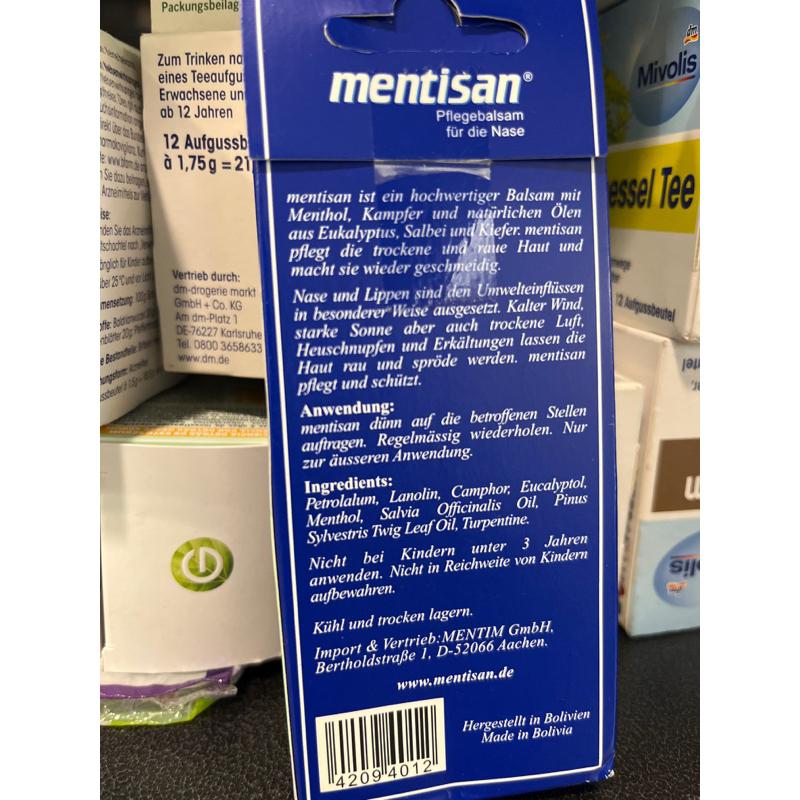 Packungsbeilag
Zum Trinken na
eines Teeaufgu
Erwachsene un
ab 12 Jahren
12 Aufgussb
à 1,75g = 21
Vertrieb durch:
dm-drogerie markt
GmbH + Co. KG
Am dm-Platz 1
DE-76227 Karlsruhe
Tel. 0800 3658633
www.dm.de
mentisan®
Pflegebalsam
für die Nase
mentisan ist ein hochwertiger Balsam mit
Menthol, Kampfer und natürlichen Ölen
aus Eukalyptus, Salbei und Kiefer. mentisan
pflegt die trockene und raue Haut und
macht sie wieder geschmeidig.
Nase und Lippen sind den Umwelteinflüssen
in besonderer Weise ausgesetzt. Kalter Wind,
starke Sonne aber auch trockene Luft,
Heuschnupfen und Erkältungen lassen die
Haut rau und spröde werden. mentisan
pflegt und schützt.
Anwendung:
mentisan dünn auf die betroffenen Stellen
auftragen. Regelmässig wiederholen. Nur
zur äusseren Anwendung.
Ingredients:
Petrolalum, Lanolin, Camphor, Eucalyptol,
Menthol, Salvia Officinalis Oil, Pinus
Sylvestris Twig Leaf Oil, Turpentine.
Nicht bei Kindern unter 3 Jahren
anwenden. Nicht in Reichweite von Kindern
aufbewahren.
Kühl und trocken lagern.
Import & Vertrieb:MENTIM GmbH,
Bertholdstraße 1, D-52066 Aachen.
www.mentisan.de
Hergestellt in Bolivien
Made in Bolivia
4209 4012
dm
Mivolis
essel Tee
12 Aufgussbeutel